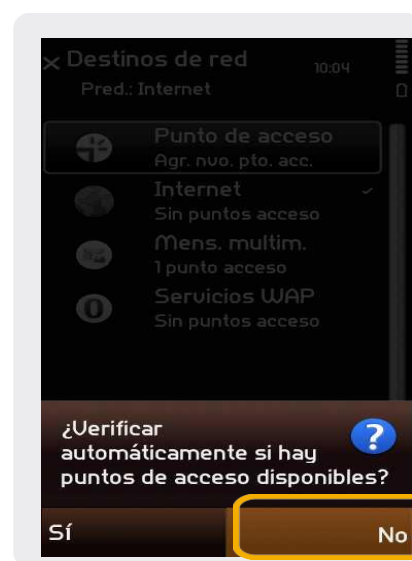 Destinos de red
10:04
Pred.: Internet
Punto de acceso
Agr. nvo. pto. acc.
Internet
Sin puntos acceso
Mens. multim.
1 punto acceso
Servicios WAP
Sin puntos acceso
¿Verificar
automáticamente si hay
puntos de acceso disponibles?
Sí
No